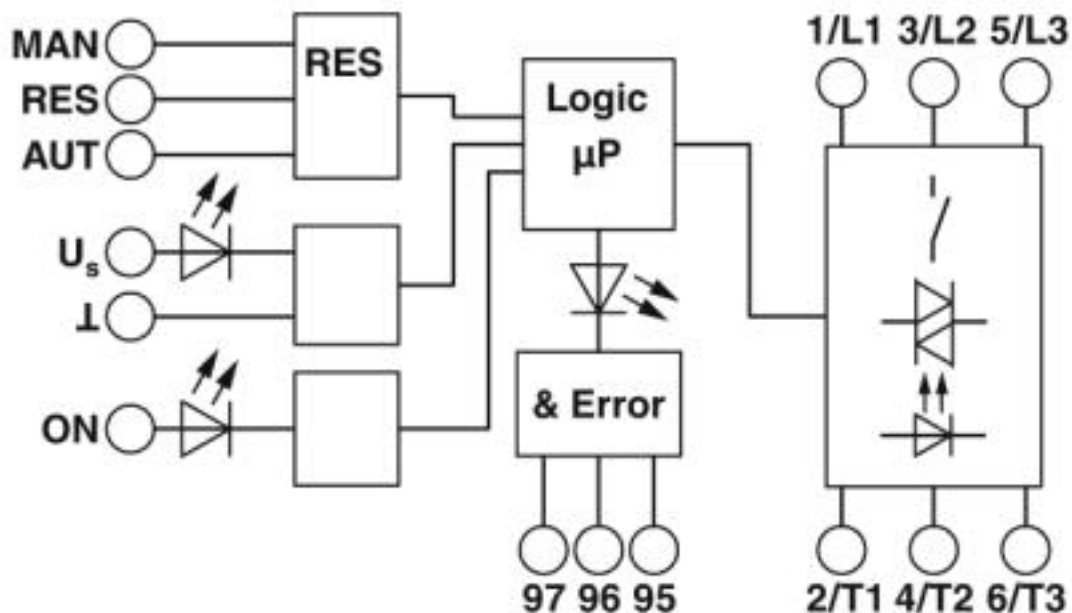 MAN
RES
AUT
RES
U_s
⊥
ON
Logic
µP
& Error
97 96 95
1/L1 3/L2 5/L3
2/T1 4/T2 6/T3